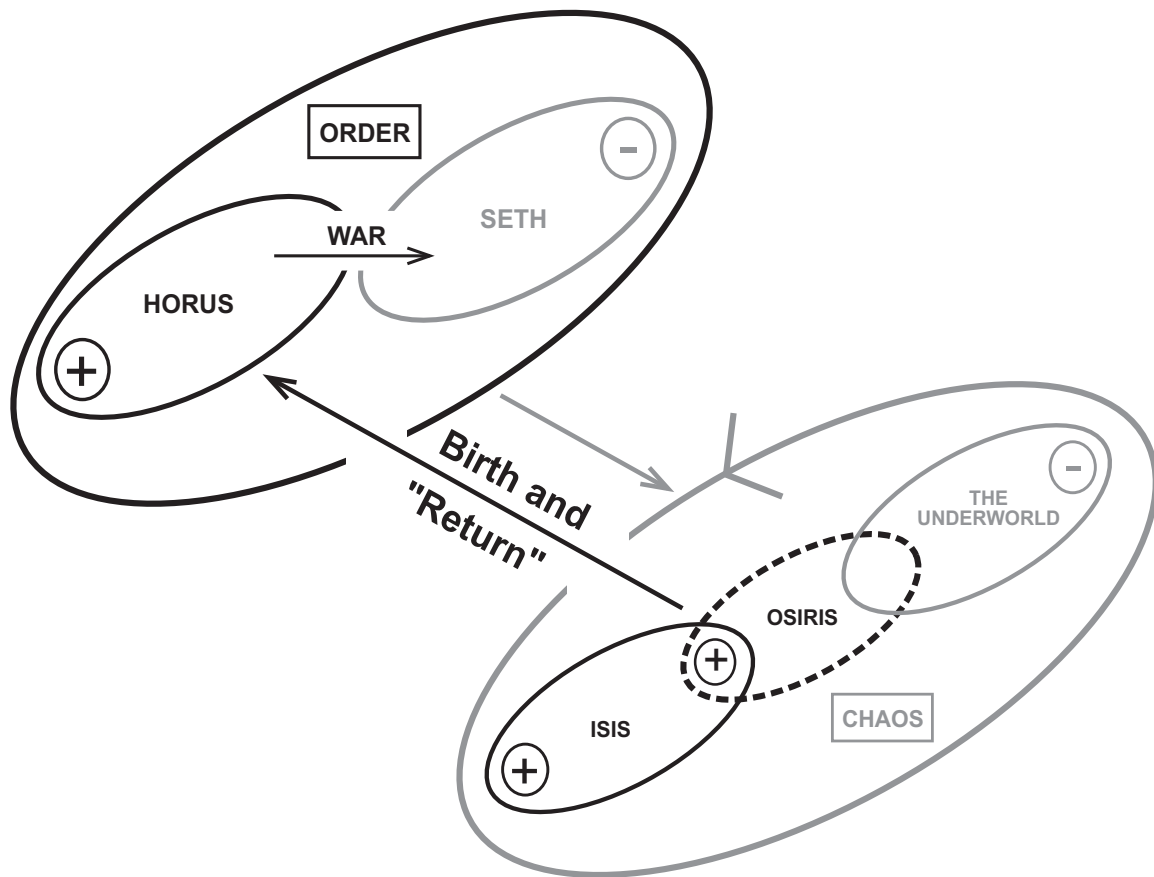 ORDER
-
SETH
WAR
HORUS
+
Birth and
"Return"
-
THE
UNDERWORLD
OSIRIS
+
CHAOS
ISIS
+